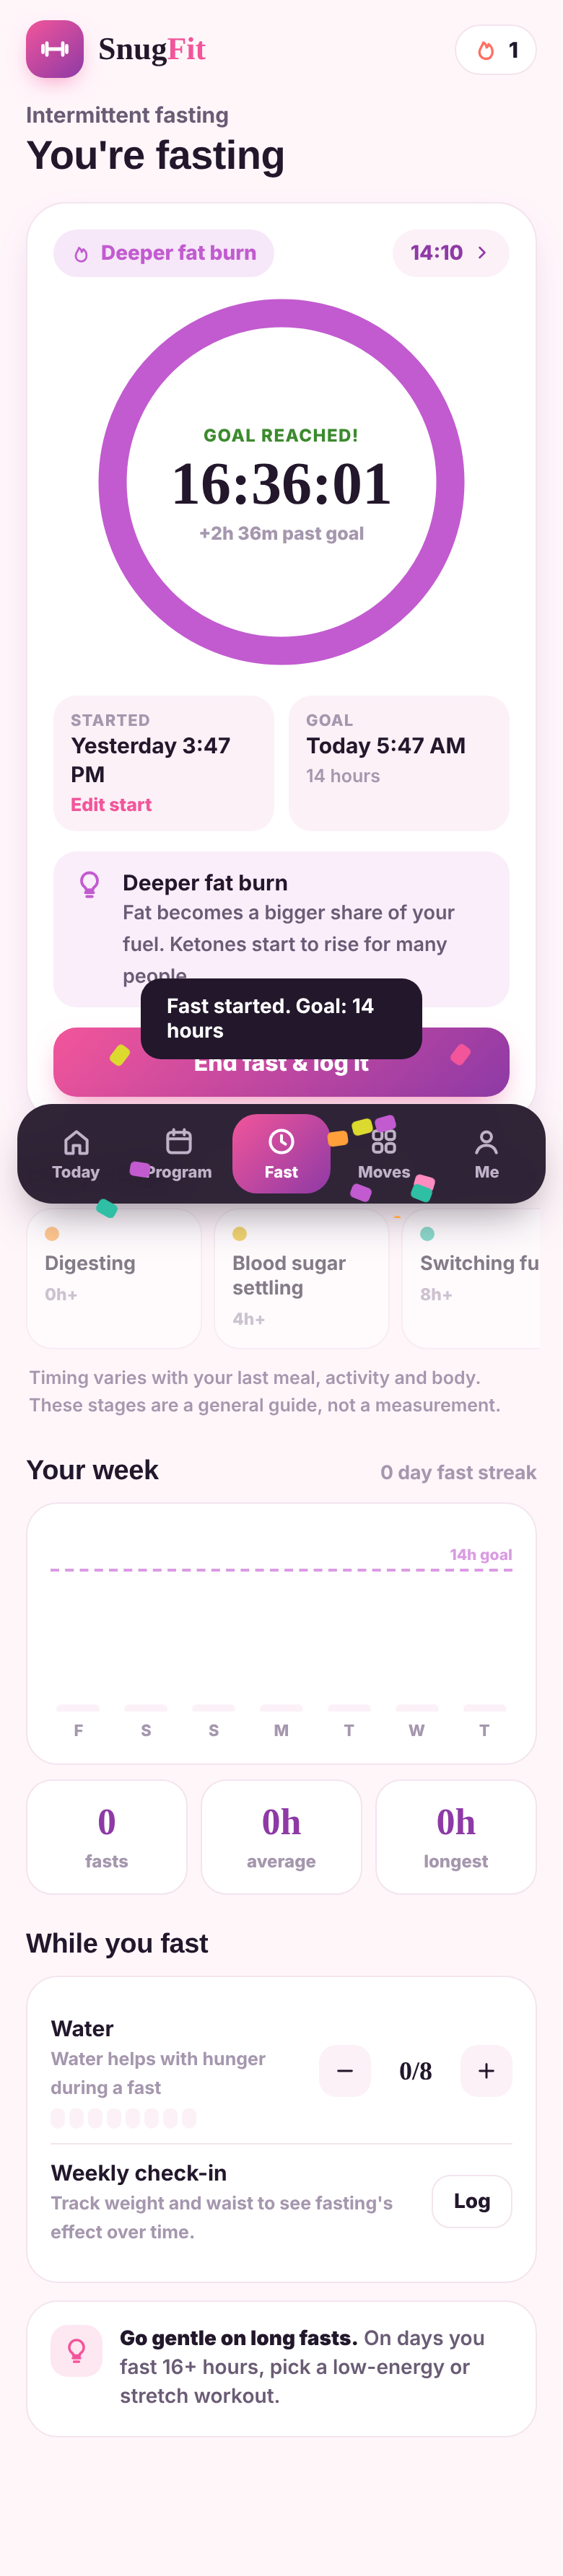 SnugFit
1
Intermittent fasting
You're fasting
Deeper fat burn
14:10
GOAL REACHED!
16:36:01
+2h 36m past goal
STARTED
Yesterday 3:47
PM
Edit start
GOAL
Today 5:47 AM
14 hours
Deeper fat burn
Fat becomes a bigger share of your
fuel. Ketones start to rise for many
people.
Fast started. Goal: 14
hours
End fast & log it
Today
Program
Fast
Moves
Me
Digesting
0h+
Blood sugar
settling
4h+
Switching fu
8h+
Timing varies with your last meal, activity and body.
These stages are a general guide, not a measurement.
Your week
0 day fast streak
14h goal
F S S M T W T
0
fasts
0h
average
0h
longest
While you fast
Water
Water helps with hunger
during a fast
0/8
Weekly check-in
Track weight and waist to see fasting's
effect over time.
Log
Go gentle on long fasts. On days you
fast 16+ hours, pick a low-energy or
stretch workout.